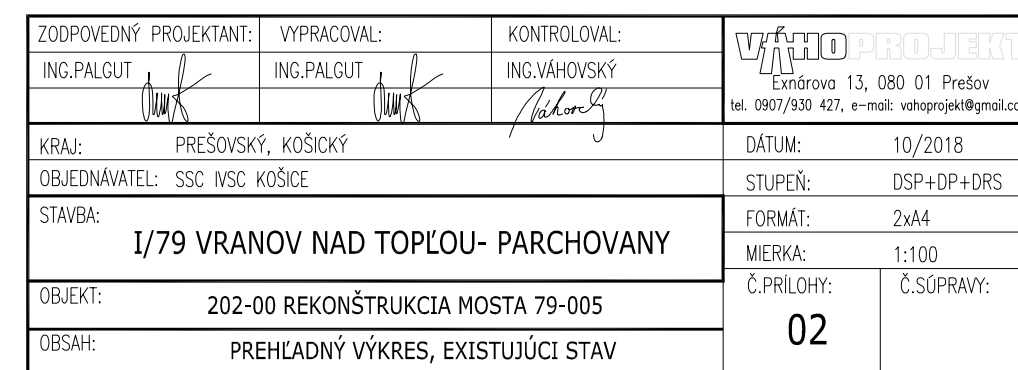 ZODPOVEDNÝ PROJEKTANT: VYPRACOVAL: KONTROLOVAL:
ING.PALGUT ING.PALGUT ING.VÁHOVSKÝ
VÁHOPROJEKT
Exnárova 13, 080 01 Prešov
tel. 0907/930 427, e-mail: vahoprojekt@gmail.co
KRAJ: PREŠOVSKÝ, KOŠICKÝ
OBJEDNÁVATEL: SSC IVSC KOŠICE
STAVBA:
I/79 VRANOV NAD TOPĽOU- PARCHOVANY
OBJEKT: 202-00 REKONŠTRUKCIA MOSTA 79-005
OBSAH: PREHĽADNÝ VÝKRES, EXISTUJÚCI STAV
DÁTUM: 10/2018
STUPEŇ: DSP+DP+DRS
FORMÁT: 2xA4
MIERKA: 1:100
Č.PRÍLOHY: Č.SÚPRAVY:
02